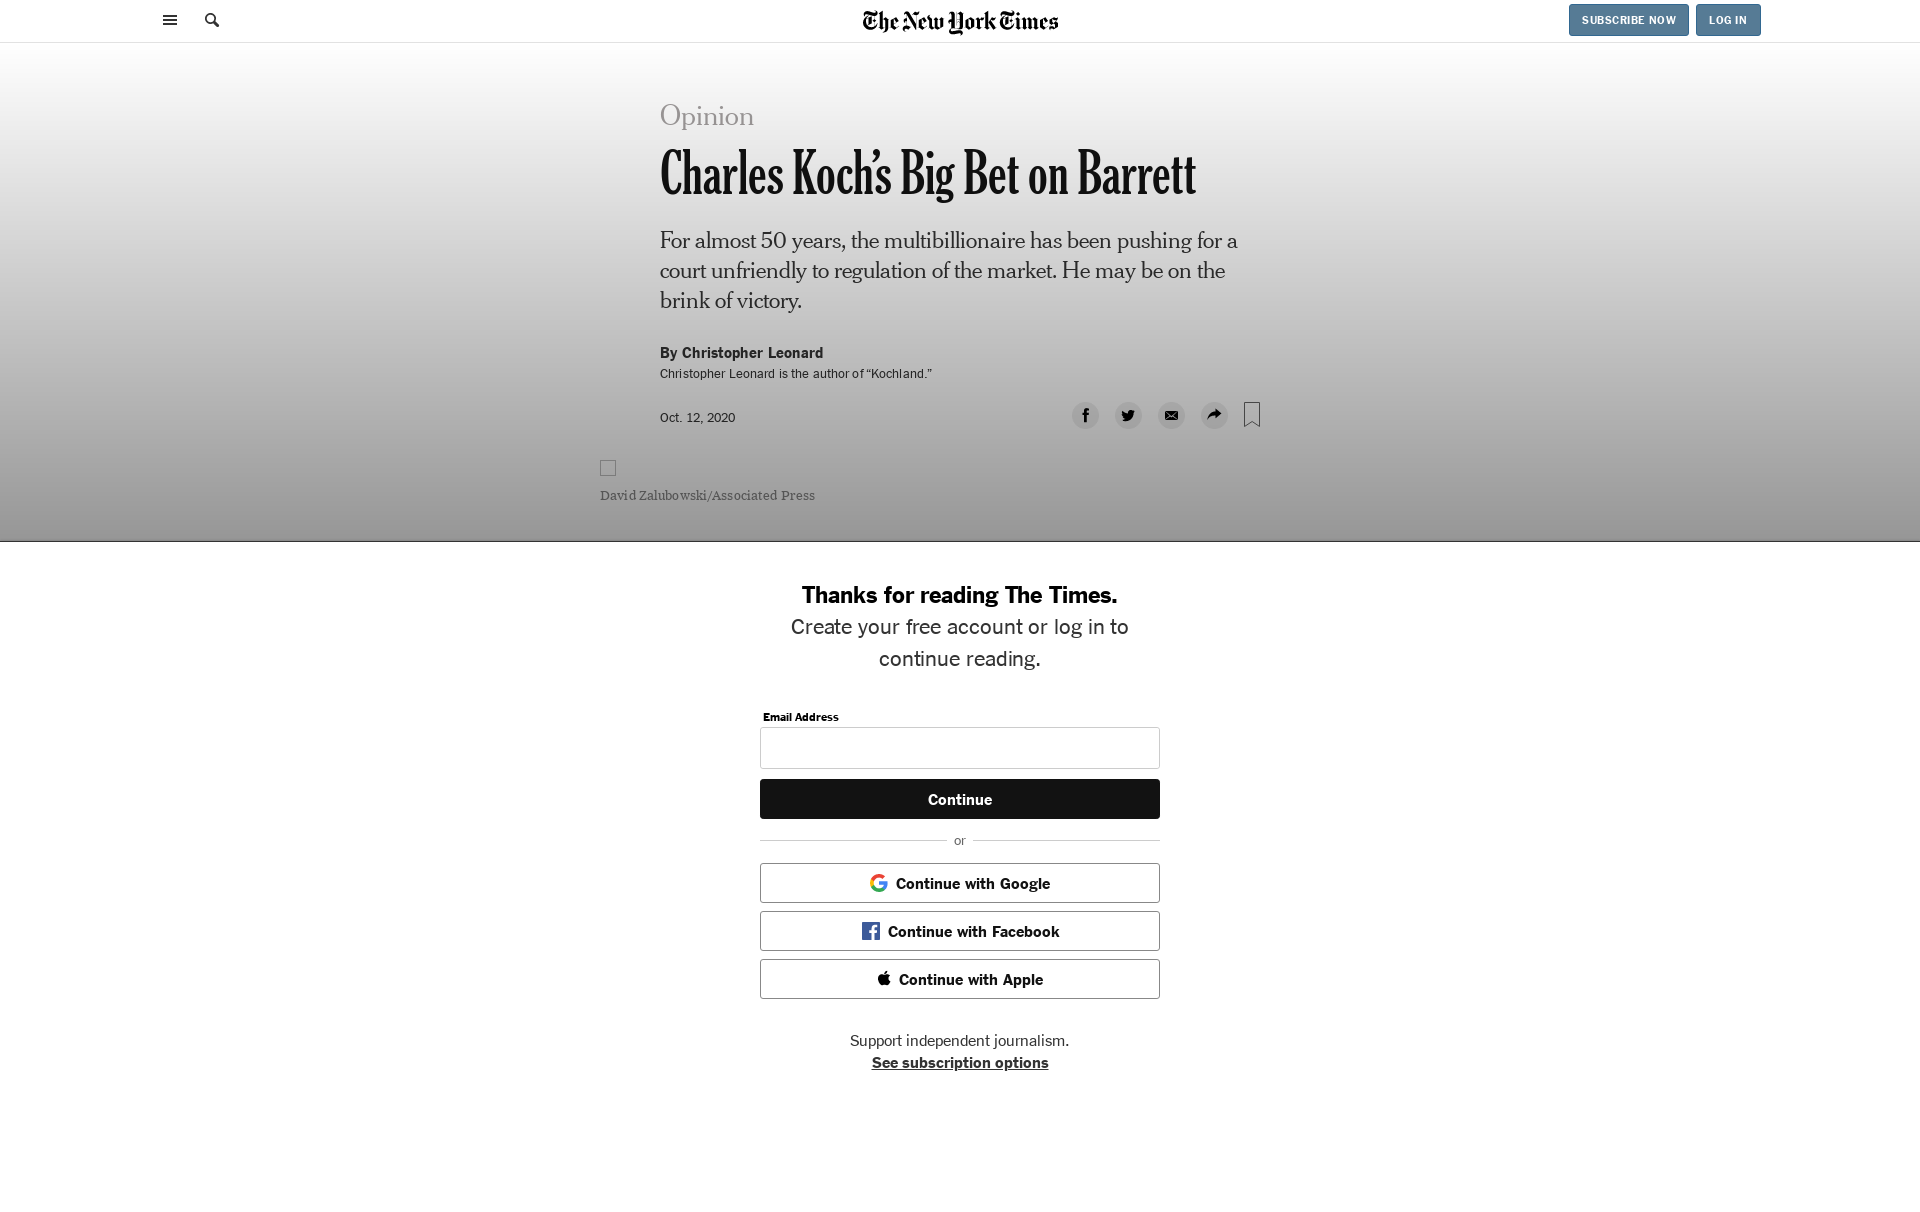 The New York Times
SUBSCRIBE NOW
LOG IN
Opinion
Charles Koch’s Big Bet on Barrett
For almost 50 years, the multibillionaire has been pushing for a
court unfriendly to regulation of the market. He may be on the
brink of victory.
By Christopher Leonard
Christopher Leonard is the author of “Kochland.”
Oct. 12, 2020
David Zalubowski/Associated Press
Thanks for reading The Times.
Create your free account or log in to
continue reading.
Email Address
Continue
or
Continue with Google
Continue with Facebook
Continue with Apple
Support independent journalism.
See subscription options